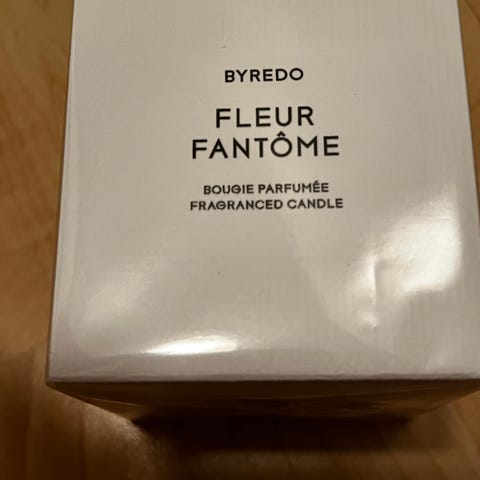 BYREDO
FLEUR
FANTÔME
BOUGIE PARFUMÉE
FRAGRANCED CANDLE